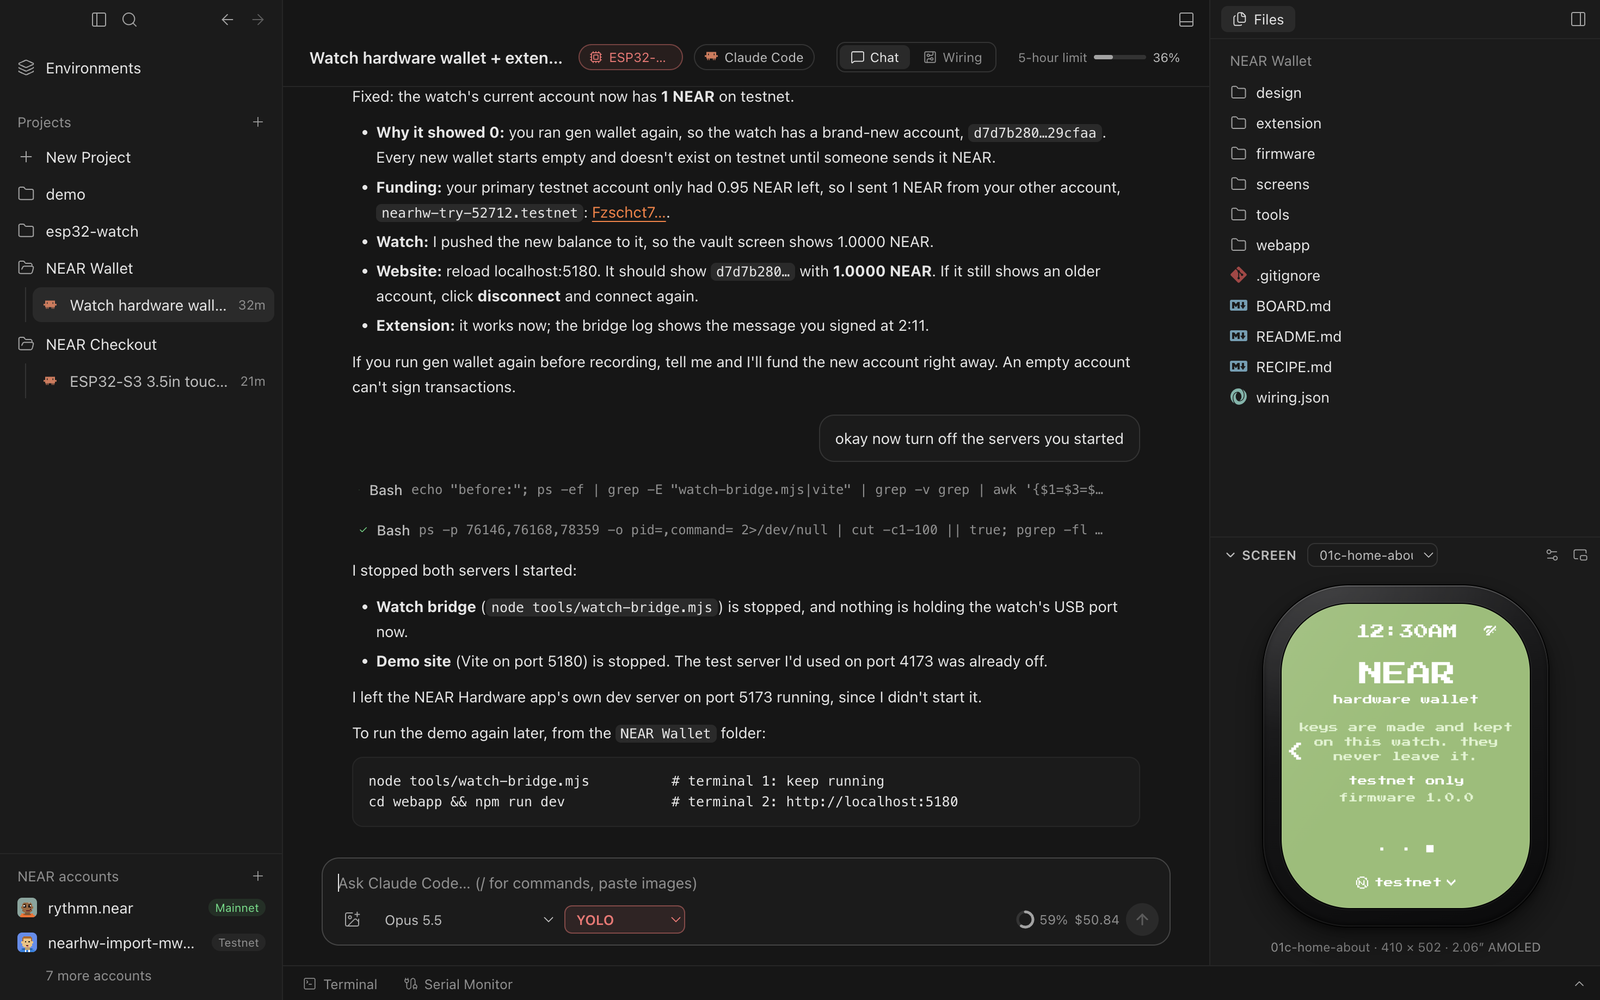 Environments
Projects
New Project
demo
esp32-watch
NEAR Wallet
Watch hardware wall... 32m
NEAR Checkout
ESP32-S3 3.5in touc... 21m
NEAR accounts
rythmn.near Mainnet
nearhw-import-mw... Testnet
7 more accounts
Watch hardware wallet + exten... ESP32-... Claude Code Chat Wiring 5-hour limit 36%
Fixed: the watch's current account now has 1 NEAR on testnet.
• Why it showed 0: you ran gen wallet again, so the watch has a brand-new account, d7d7b280…29cfaa.
Every new wallet starts empty and doesn't exist on testnet until someone sends it NEAR.
• Funding: your primary testnet account only had 0.95 NEAR left, so I sent 1 NEAR from your other account,
nearhw-try-52712.testnet: Fzschct7….
• Watch: I pushed the new balance to it, so the vault screen shows 1.0000 NEAR.
• Website: reload localhost:5180. It should show d7d7b280… with 1.0000 NEAR. If it still shows an older
account, click disconnect and connect again.
• Extension: it works now; the bridge log shows the message you signed at 2:11.
If you run gen wallet again before recording, tell me and I'll fund the new account right away. An empty account
can't sign transactions.
okay now turn off the servers you started
Bash echo "before:"; ps -ef | grep -E "watch-bridge.mjs|vite" | grep -v grep | awk '{$1=$3=$…
Bash ps -p 76146,76168,78359 -o pid=,command= 2>/dev/null | cut -c1-100 || true; pgrep -fl …
I stopped both servers I started:
• Watch bridge (node tools/watch-bridge.mjs) is stopped, and nothing is holding the watch's USB port
now.
• Demo site (Vite on port 5180) is stopped. The test server I'd used on port 4173 was already off.
I left the NEAR Hardware app's own dev server on port 5173 running, since I didn't start it.
To run the demo again later, from the NEAR Wallet folder:
node tools/watch-bridge.mjs # terminal 1: keep running
cd webapp && npm run dev # terminal 2: http://localhost:5180
Ask Claude Code... (/ for commands, paste images)
Opus 5.5 YOLO 59% $50.84
Terminal Serial Monitor
Files
NEAR Wallet
design
extension
firmware
screens
tools
webapp
.gitignore
BOARD.md
README.md
RECIPE.md
wiring.json
SCREEN 01c-home-abou
12:30AM
NEAR
hardware wallet
keys are made and kept
on this watch. they
never leave it.
testnet only
firmware 1.0.0
testnet
01c-home-about · 410 × 502 · 2.06″ AMOLED